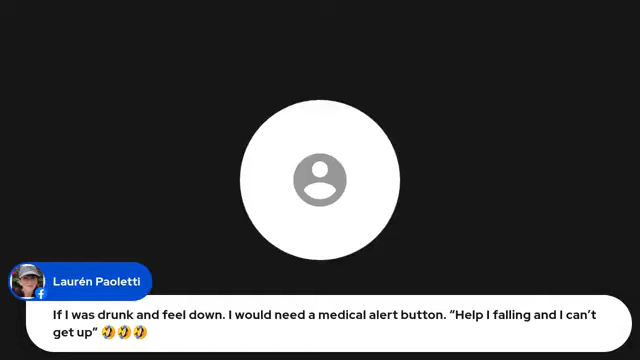 Laurén Paoletti
If I was drunk and feel down. I would need a medical alert button. “Help I falling and I can’t
get up” 🤣🤣🤣